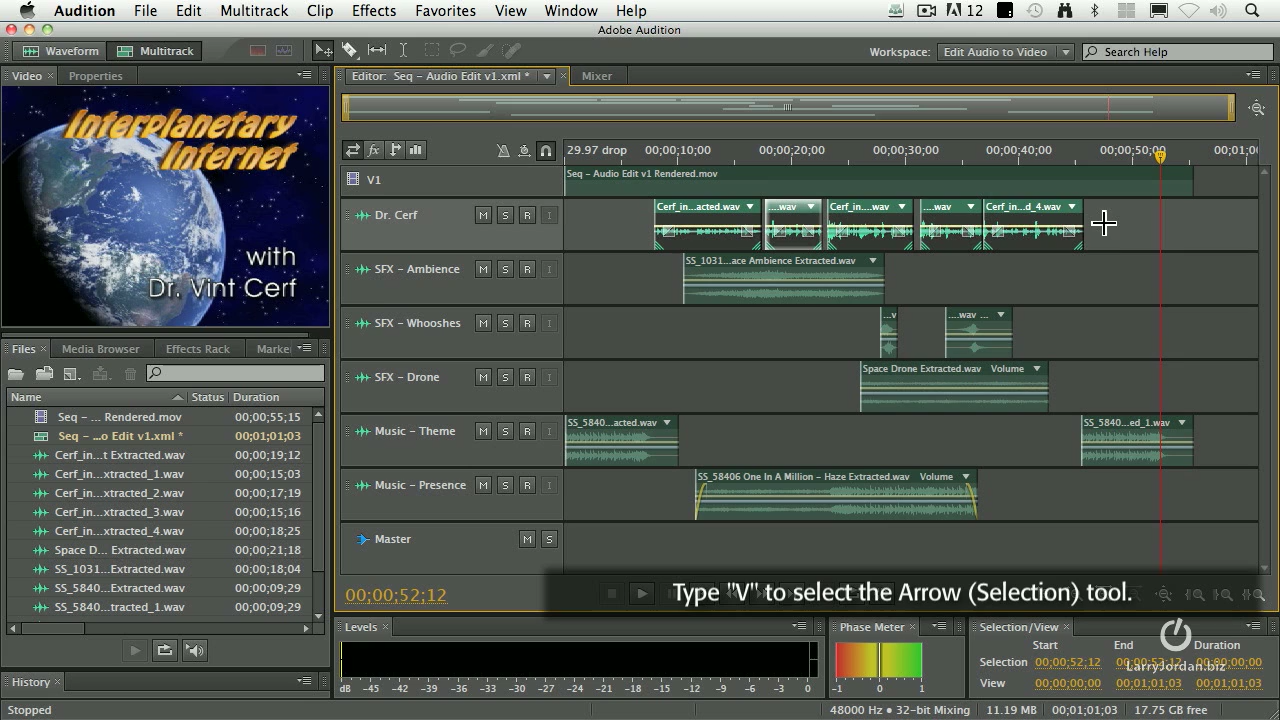 Audition File Edit Multitrack Clip Effects Favorites View Window Help 12
Adobe Audition
Waveform Multitrack Workspace: Edit Audio to Video Search Help
Video Properties
Interplanetary
Internet
with
Dr. Vint Cerf
Files Media Browser Effects Rack Marke
Name Status Duration
Seq – ... Rendered.mov 00;00;55;15
Seq – ...o Edit v1.xml * 00;01;01;03
Cerf_in...t Extracted.wav 00;00;19;12
Cerf_in...xtracted_1.wav 00;00;15;03
Cerf_in...xtracted_2.wav 00;00;17;19
Cerf_in...xtracted_3.wav 00;00;15;16
Cerf_in...xtracted_4.wav 00;00;18;25
Space D... Extracted.wav 00;00;21;18
SS_1031... Extracted.wav 00;00;18;04
SS_5840... Extracted.wav 00;00;09;29
SS_5840...tracted_1.wav 00;00;09;29
History
Editor: Seq – Audio Edit v1.xml * Mixer
29.97 drop 00;00;10;00 00;00;20;00 00;00;30;00 00;00;40;00 00;00;50;00 00;01;0
V1 Seq – Audio Edit v1 Rendered.mov
Dr. Cerf M S R I Cerf_in...acted.wav ....wav Cerf_in....wav ....wav Cerf_in...d_4.wav
SFX – Ambience M S R I SS_1031...ace Ambience Extracted.wav
SFX – Whooshes M S R I ...v ....wav ...
SFX – Drone M S R I Space Drone Extracted.wav Volume
Music – Theme M S R I SS_5840...acted.wav SS_5840...ed_1.wav
Music – Presence M S R I SS_58406 One In A Million – Haze Extracted.wav Volume
Master M S
00;00;52;12
Type "V" to select the Arrow (Selection) tool.
Levels
dB -45 -42 -39 -36 -33 -30 -27 -24 -21 -18 -15 -12 -9 -6 -3 0
Phase Meter
-1 0 1
Selection/View
Start End Duration
Selection 00;00;52;12 00;00;52;12 00;00;00;00
View 00;00;00;00 00;01;01;03 00;01;01;03
LarryJordan.biz
Stopped 48000 Hz • 32-bit Mixing 11.19 MB 00;01;01;03 17.75 GB free